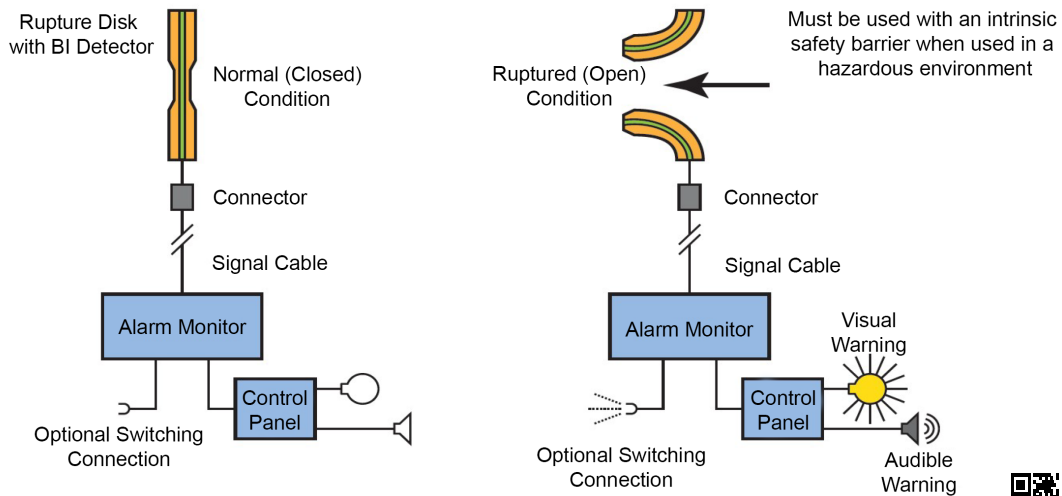 Rupture Disk
with BI Detector
Normal (Closed)
Condition
Connector
Signal Cable
Alarm Monitor
Control
Panel
Optional Switching
Connection
Must be used with an intrinsic
safety barrier when used in a
hazardous environment
Ruptured (Open)
Condition
Connector
Signal Cable
Alarm Monitor
Visual
Warning
Control
Panel
Optional Switching
Connection
Audible
Warning